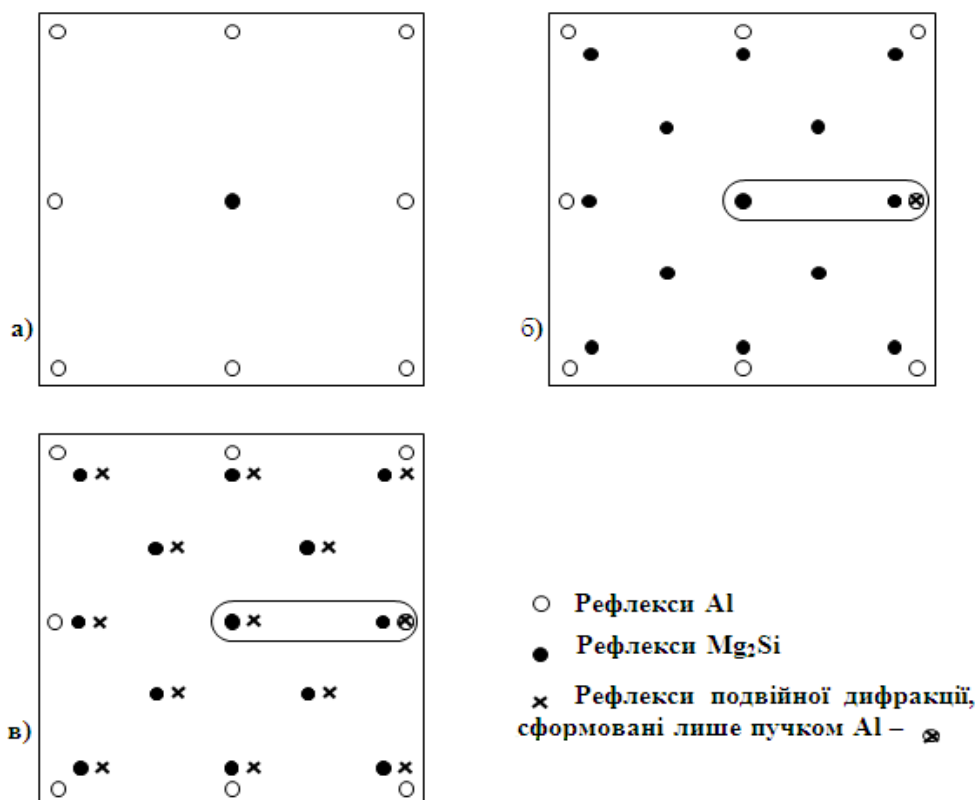 а)
б)
в)
Рефлекси Al
Рефлекси Mg₂Si
Рефлекси подвійної дифракції,
сформовані лише пучком Al –